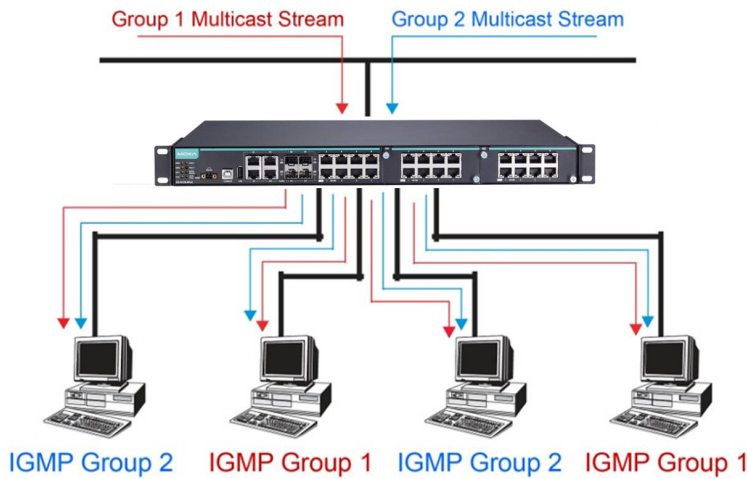 Group 1 Multicast Stream
Group 2 Multicast Stream
MOXA
IGMP Group 2
IGMP Group 1
IGMP Group 2
IGMP Group 1